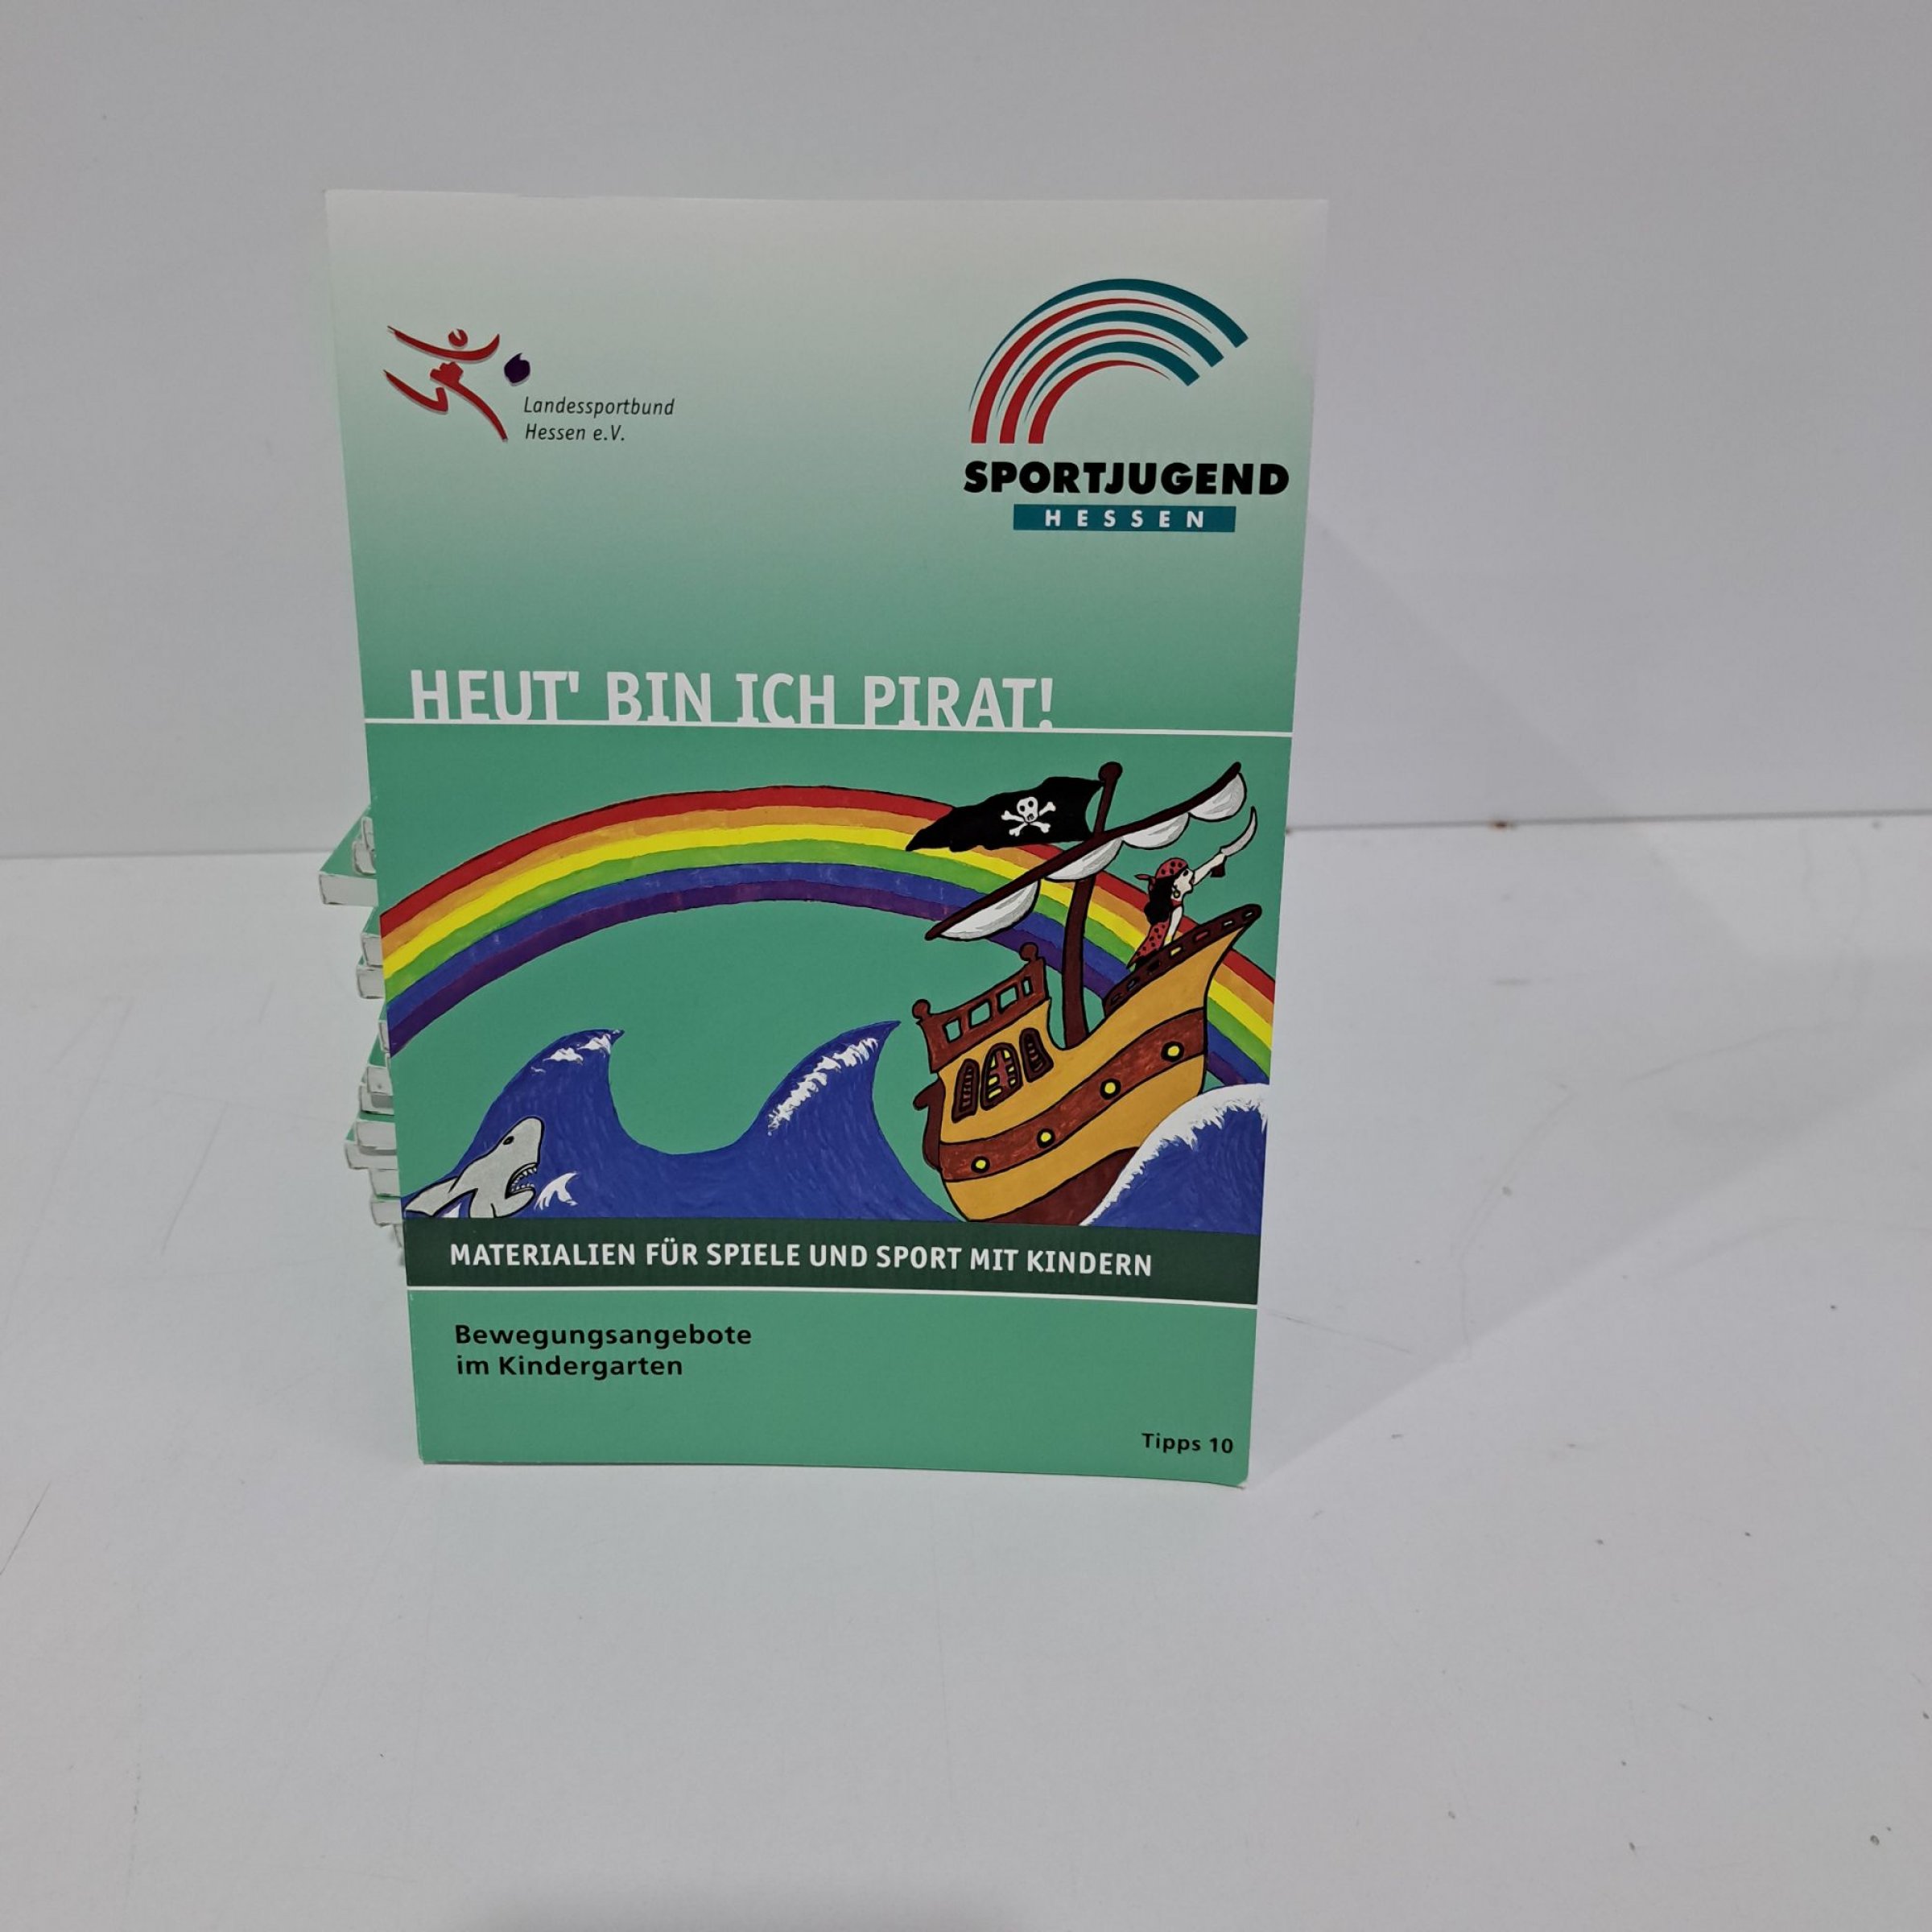 Landessportbund
Hessen e.V.
SPORTJUGEND
HESSEN
HEUT' BIN ICH PIRAT!
MATERIALIEN FÜR SPIELE UND SPORT MIT KINDERN
Bewegungsangebote
im Kindergarten
Tipps 10